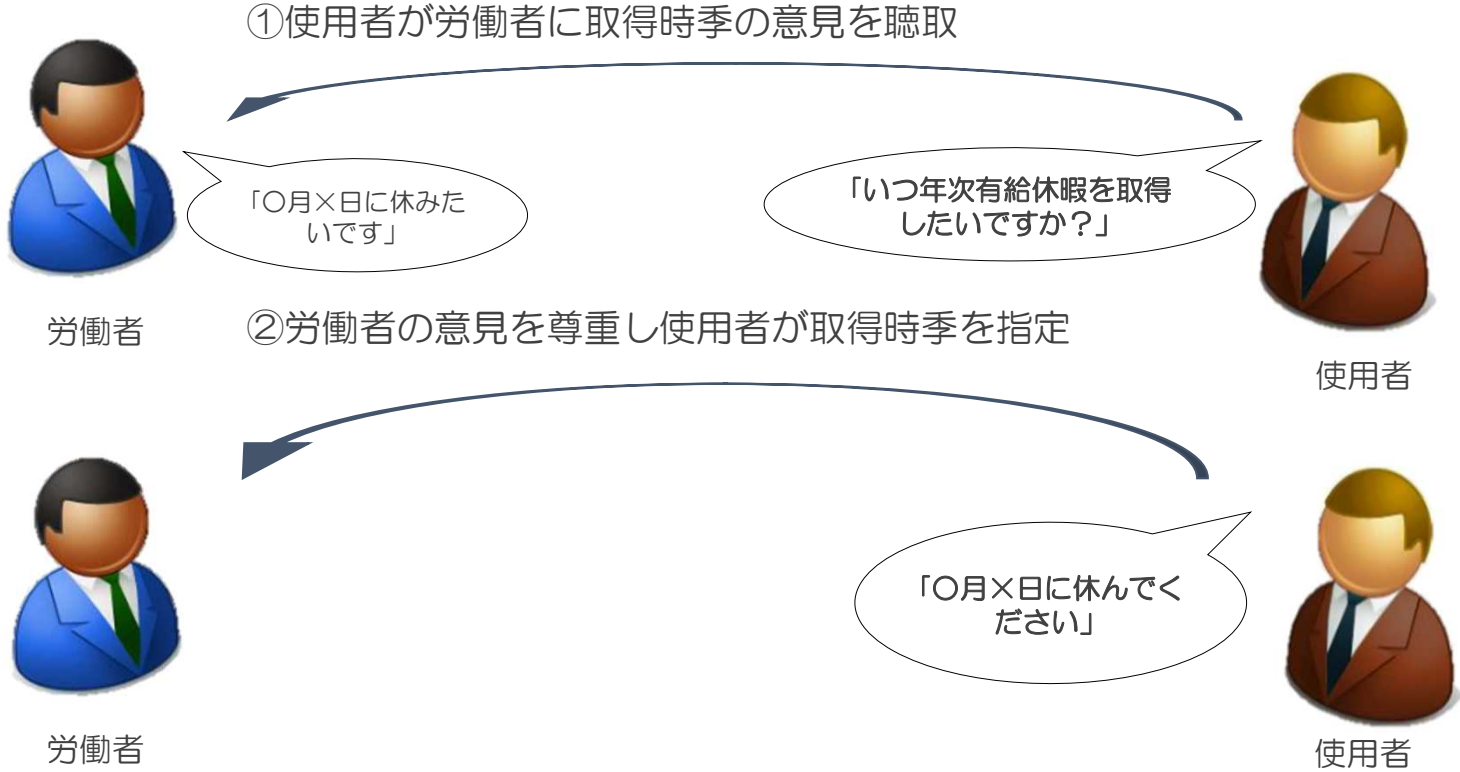 ①使用者が労働者に取得時季の意見を聴取
「〇月×日に休みた
いです」
「いつ年次有給休暇を取得
したいですか？」
労働者
使用者
②労働者の意見を尊重し使用者が取得時季を指定
「〇月×日に休んでく
ださい」
労働者
使用者